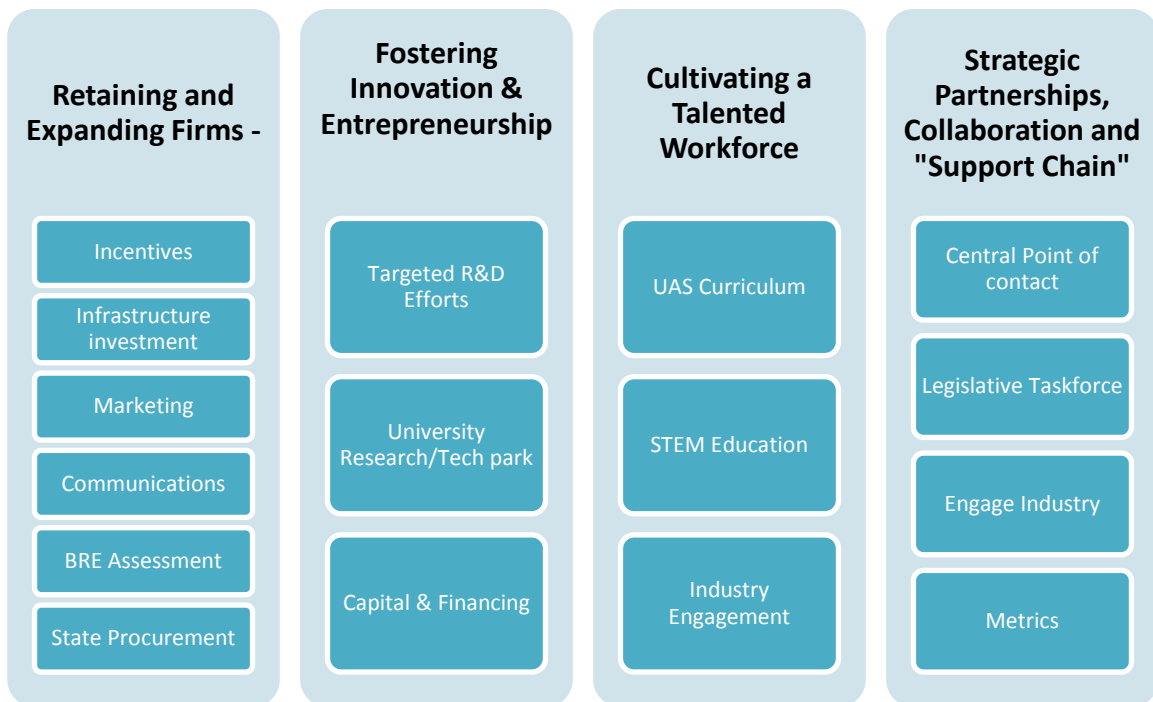 Retaining and
Expanding Firms -
Incentives
Infrastructure
investment
Marketing
Communications
BRE Assessment
State Procurement
Fostering
Innovation &
Entrepreneurship
Targeted R&D
Efforts
University
Research/Tech park
Capital & Financing
Cultivating a
Talented
Workforce
UAS Curriculum
STEM Education
Industry
Engagement
Strategic
Partnerships,
Collaboration and
"Support Chain"
Central Point of
contact
Legislative Taskforce
Engage Industry
Metrics